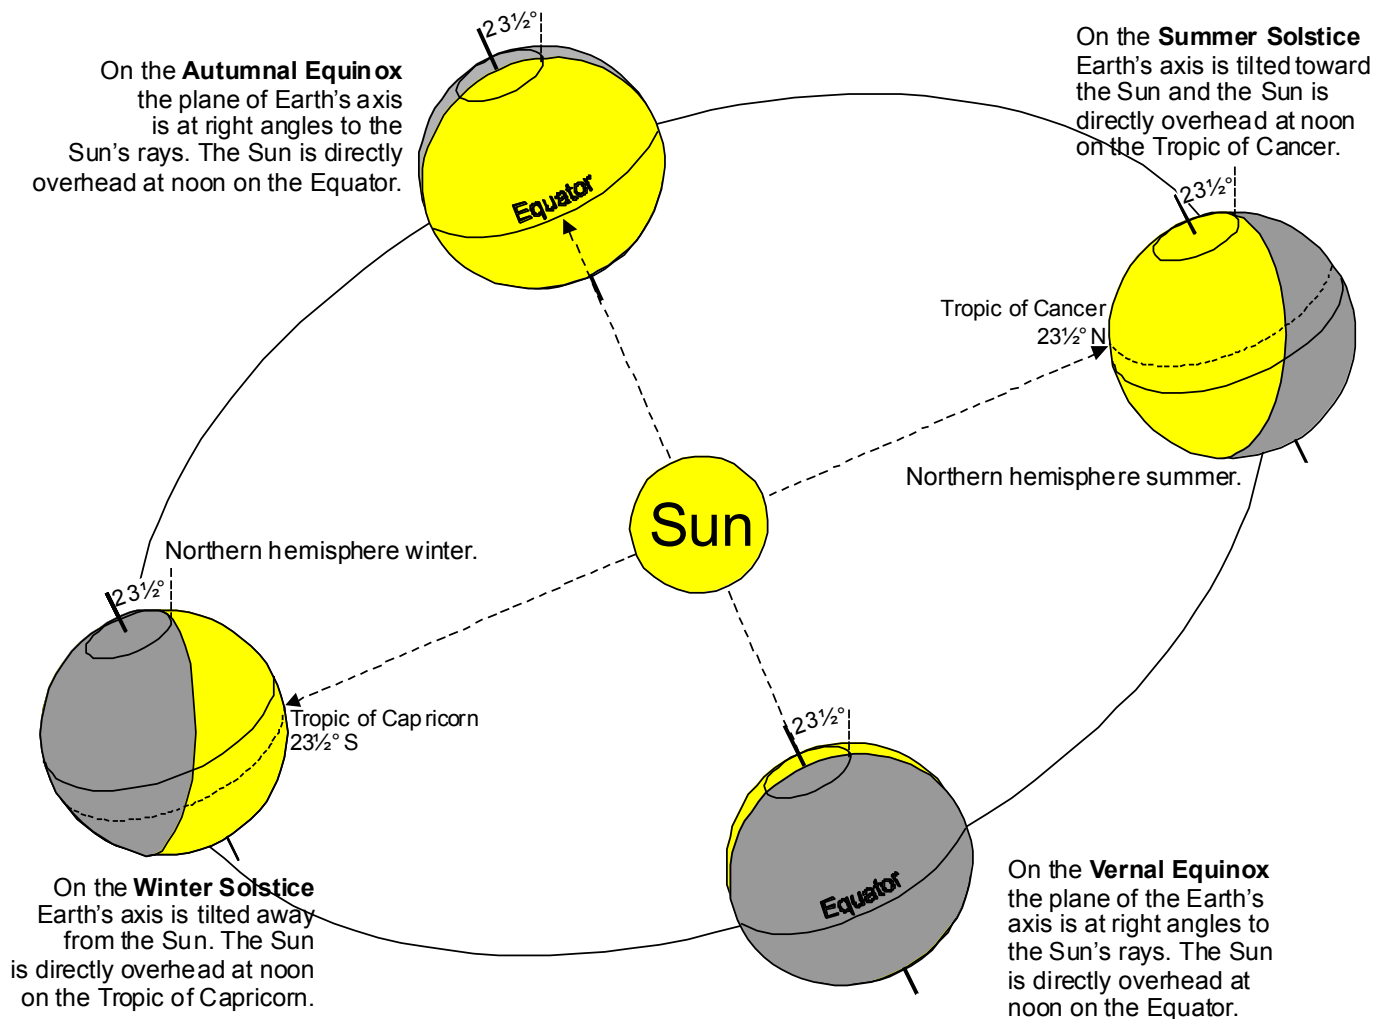 23½°
On the Autumnal Equinox
the plane of Earth's axis
is at right angles to the
Sun's rays. The Sun is directly
overhead at noon on the Equator.
Equator
On the Summer Solstice
Earth's axis is tilted toward
the Sun and the Sun is
directly overhead at noon
on the Tropic of Cancer.
23½°
Tropic of Cancer
23½° N
Northern hemisphere summer.
Sun
Northern hemisphere winter.
23½°
Tropic of Capricorn
23½° S
On the Winter Solstice
Earth's axis is tilted away
from the Sun. The Sun
is directly overhead at noon
on the Tropic of Capricorn.
23½°
Equator
On the Vernal Equinox
the plane of the Earth's
axis is at right angles to
the Sun's rays. The Sun
is directly overhead at
noon on the Equator.